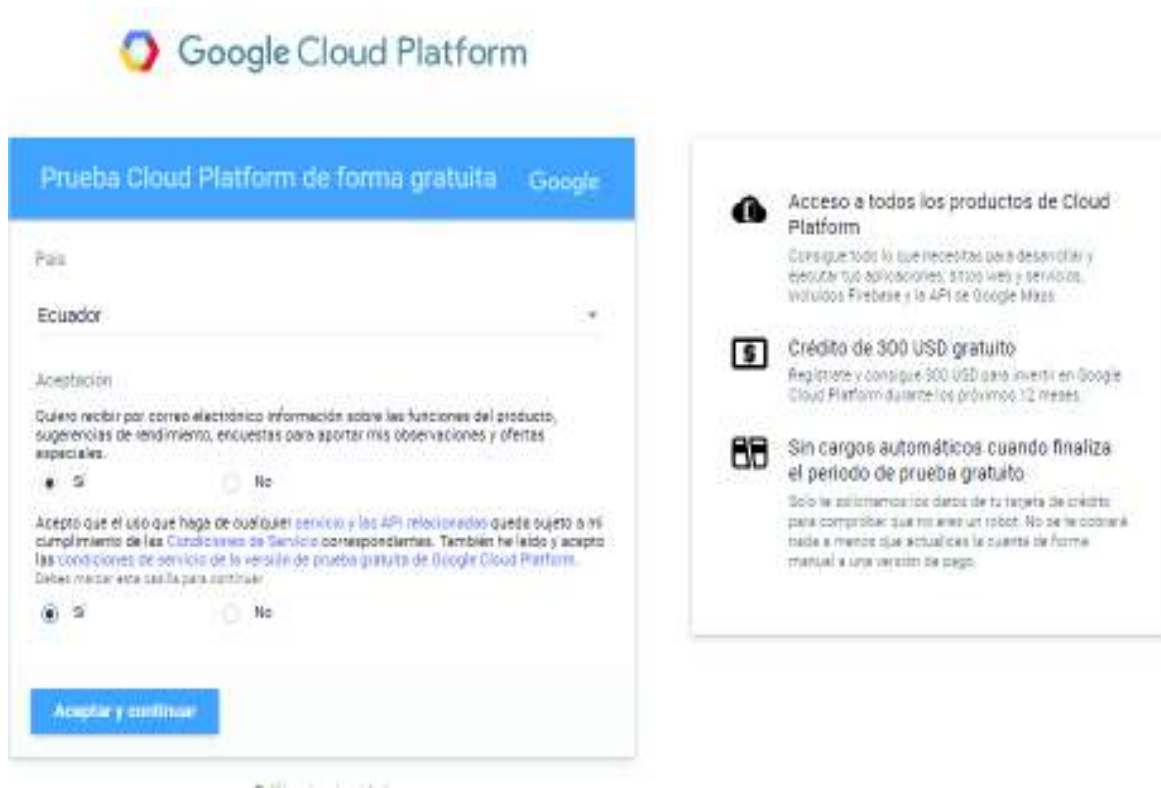 Google Cloud Platform
Prueba Cloud Platform de forma gratuita Google
País
Ecuador
Aceptación
Quiero recibir por correo electrónico información sobre las funciones del producto,
sugerencias de rendimiento, encuestas para aportar mis observaciones y ofertas
especiales.
Sí No
Acepto que el uso que haga de cualquier servicio y las API relacionadas quede sujeto a mi
cumplimiento de las Condiciones de Servicio correspondientes. También he leído y acepto
las condiciones de servicio de la versión de prueba gratuita de Google Cloud Platform.
Debes marcar esta casilla para continuar
Sí No
Aceptar y continuar
Acceso a todos los productos de Cloud
Platform
Consigue todo lo que necesitas para desarrollar y
ejecutar tus aplicaciones, sitios web y servicios,
incluidos Firebase y la API de Google Maps.
Crédito de 300 USD gratuito
Regístrate y consigue 300 USD para invertir en Google
Cloud Platform durante los próximos 12 meses.
Sin cargos automáticos cuando finaliza
el periodo de prueba gratuito
Solo te solicitamos los datos de tu tarjeta de crédito
para comprobar que no eres un robot. No se te cobrará
nada a menos que actualices la cuenta de forma
manual a una versión de pago.